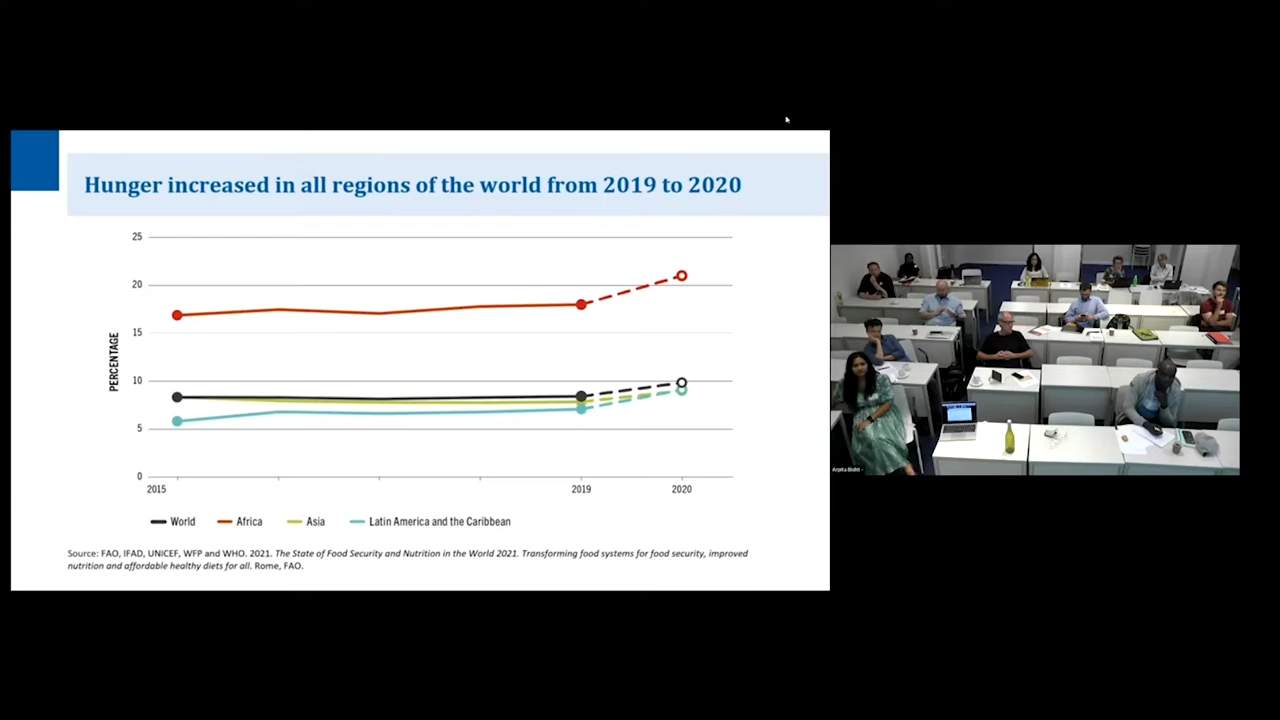 Hunger increased in all regions of the world from 2019 to 2020
25
20
15
10
5
0
PERCENTAGE
2015
2019
2020
World
Africa
Asia
Latin America and the Caribbean
Source: FAO, IFAD, UNICEF, WFP and WHO. 2021. The State of Food Security and Nutrition in the World 2021. Transforming food systems for food security, improved
nutrition and affordable healthy diets for all. Rome, FAO.
Arpita Bisht